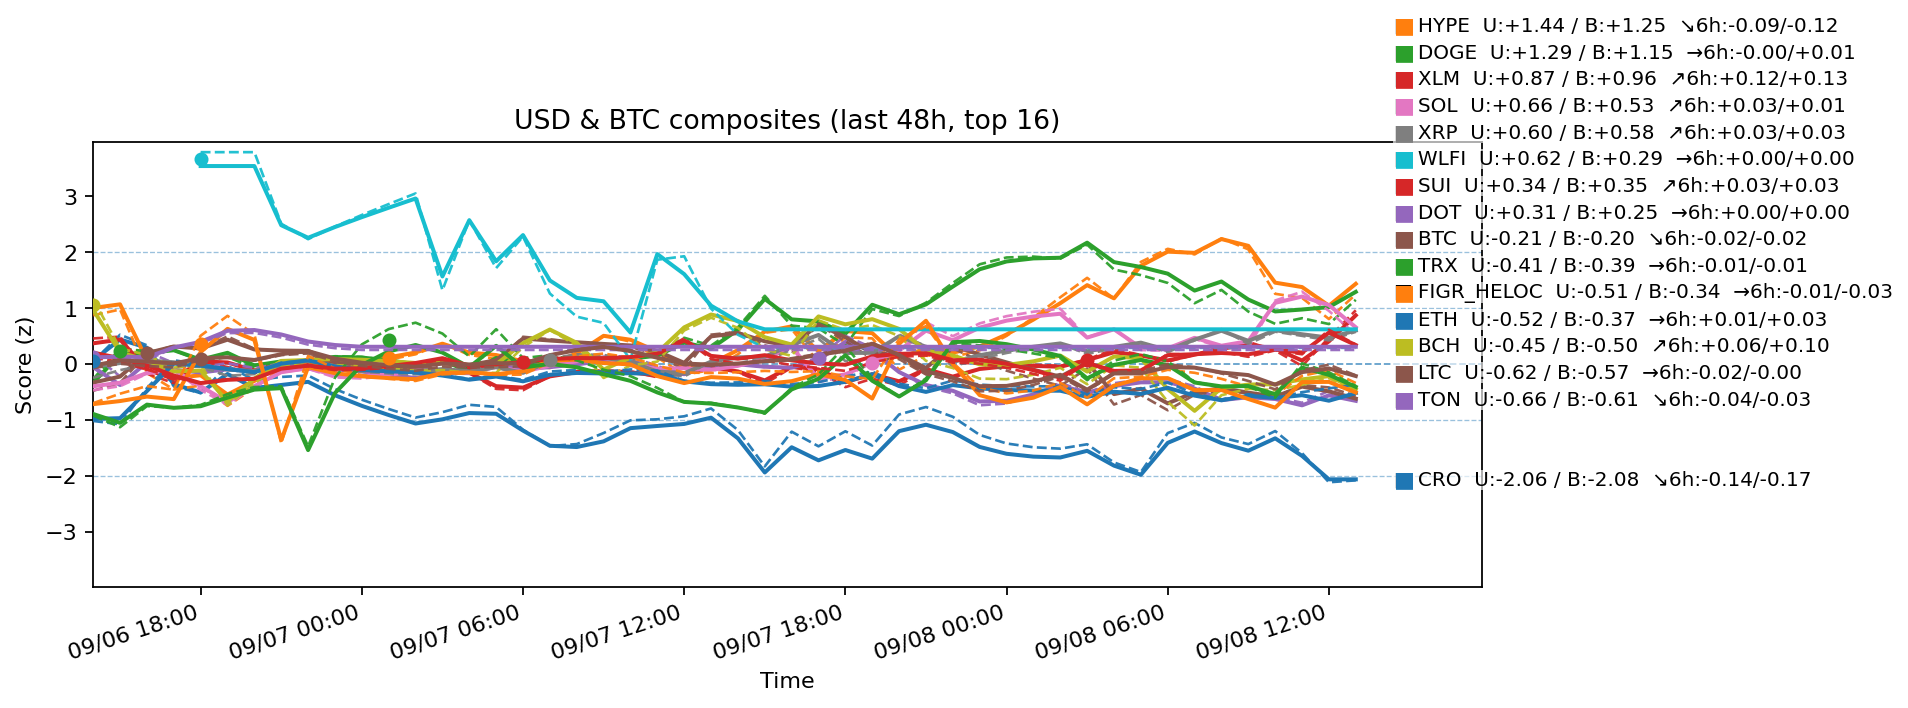 HYPE  U:+1.44 / B:+1.25  ↘6h:-0.09/-0.12
DOGE  U:+1.29 / B:+1.15  →6h:-0.00/+0.01
XLM  U:+0.87 / B:+0.96  ↗6h:+0.12/+0.13
SOL  U:+0.66 / B:+0.53  ↗6h:+0.03/+0.01
XRP  U:+0.60 / B:+0.58  ↗6h:+0.03/+0.03
WLFI  U:+0.62 / B:+0.29  →6h:+0.00/+0.00
SUI  U:+0.34 / B:+0.35  ↗6h:+0.03/+0.03
DOT  U:+0.31 / B:+0.25  →6h:+0.00/+0.00
BTC  U:-0.21 / B:-0.20  ↘6h:-0.02/-0.02
TRX  U:-0.41 / B:-0.39  →6h:-0.01/-0.01
FIGR_HELOC  U:-0.51 / B:-0.34  →6h:-0.01/-0.03
ETH  U:-0.52 / B:-0.37  →6h:+0.01/+0.03
BCH  U:-0.45 / B:-0.50  ↗6h:+0.06/+0.10
LTC  U:-0.62 / B:-0.57  →6h:-0.02/-0.00
TON  U:-0.66 / B:-0.61  ↘6h:-0.04/-0.03
CRO  U:-2.06 / B:-2.08  ↘6h:-0.14/-0.17
USD & BTC composites (last 48h, top 16)
Score (z)
3
2
1
0
−1
−2
−3
09/06 18:00
09/07 00:00
09/07 06:00
09/07 12:00
09/07 18:00
09/08 00:00
09/08 06:00
09/08 12:00
Time